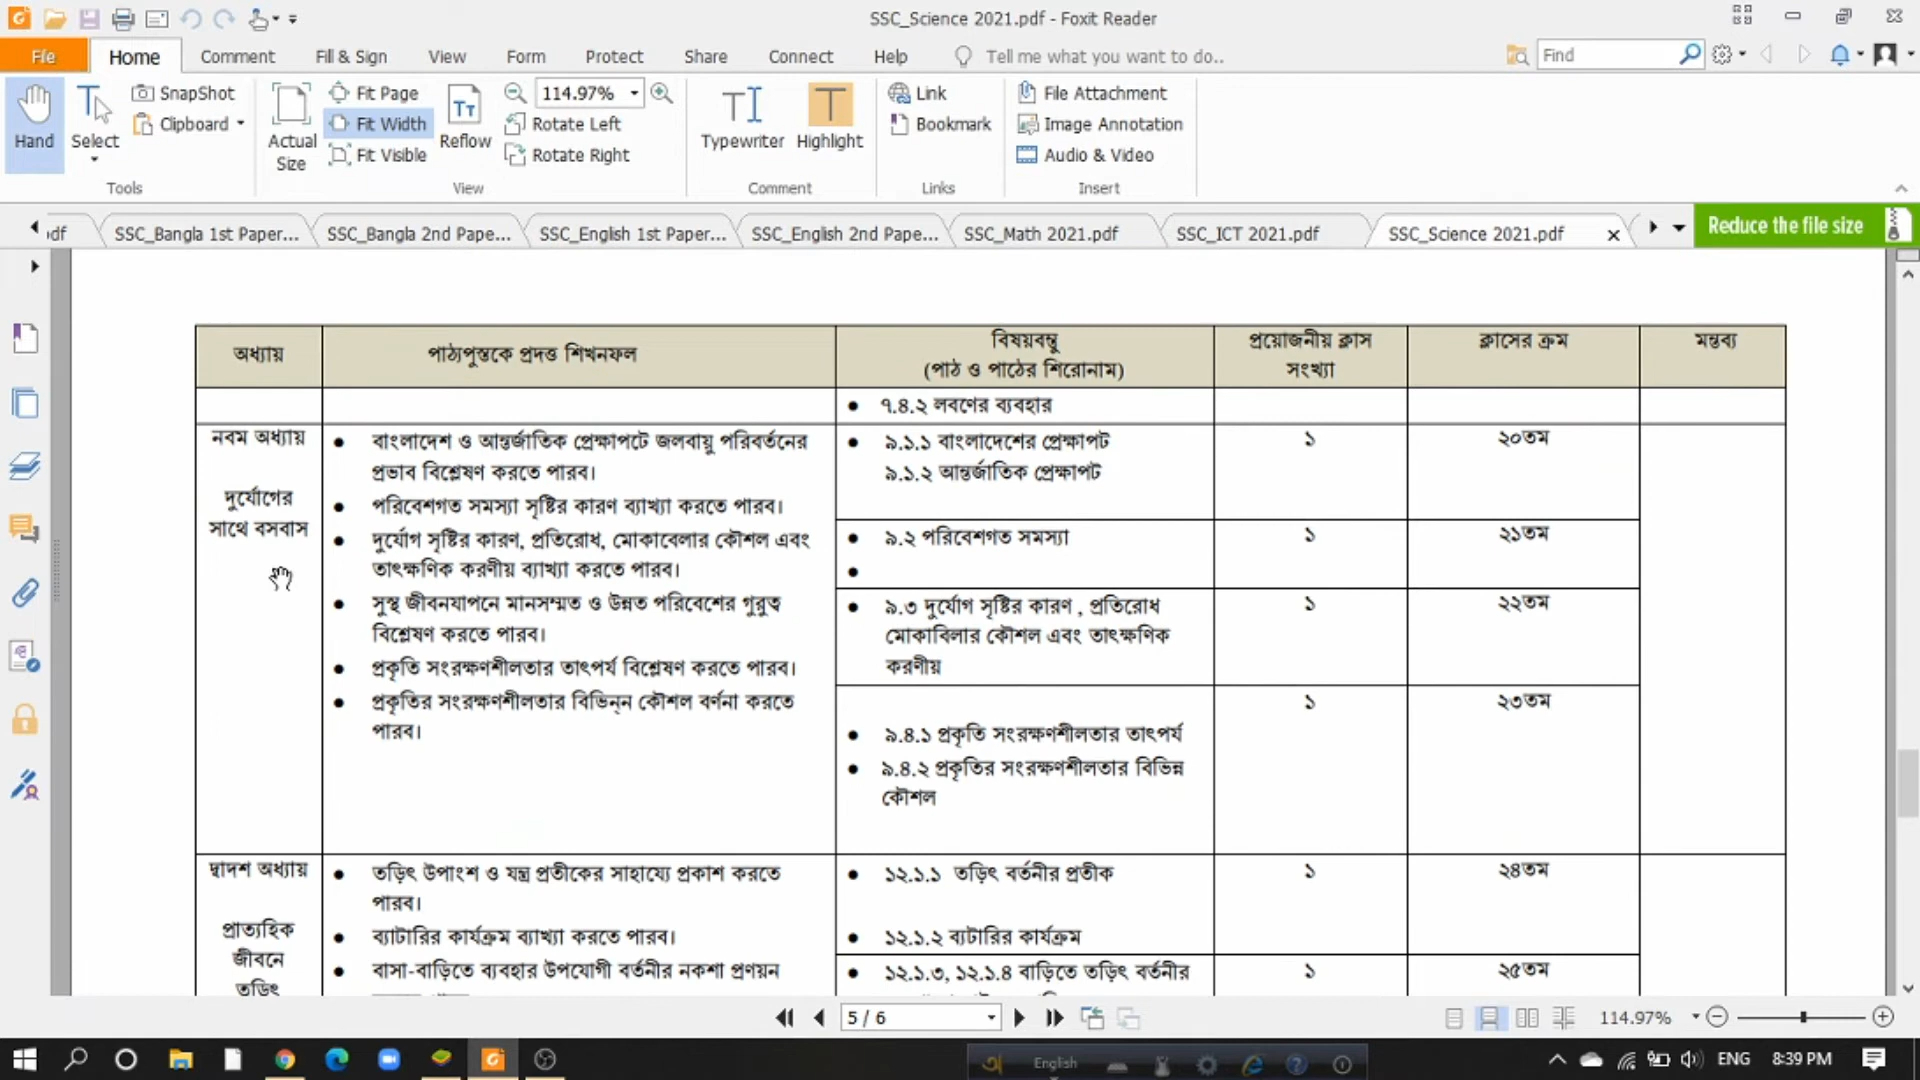 SSC_Science 2021.pdf - Foxit Reader
File Home Comment Fill & Sign View Form Protect Share Connect Help Tell me what you want to do.. Find
Hand
Select
SnapShot
Clipboard
Tools
Actual Size
Fit Page
Fit Width
Fit Visible
Reflow
114.97%
Rotate Left
Rotate Right
View
Typewriter
Highlight
Comment
Link
Bookmark
Links
File Attachment
Image Annotation
Audio & Video
Insert
odf SSC_Bangla 1st Paper... SSC_Bangla 2nd Pape... SSC_English 1st Paper... SSC_English 2nd Pape... SSC_Math 2021.pdf SSC_ICT 2021.pdf SSC_Science 2021.pdf Reduce the file size
অধ্যায় পাঠ্যপুস্তকে প্রদত্ত শিখনফল বিষয়বস্তু (পাঠ ও পাঠের শিরোনাম) প্রয়োজনীয় ক্লাস সংখ্যা ক্লাসের ক্রম মন্তব্য
● ৭.৪.২ লবণের ব্যবহার
নবম অধ্যায়
দুর্যোগের
সাথে বসবাস
● বাংলাদেশ ও আন্তর্জাতিক প্রেক্ষাপটে জলবায়ু পরিবর্তনের
প্রভাব বিশ্লেষণ করতে পারব।
● পরিবেশগত সমস্যা সৃষ্টির কারণ ব্যাখ্যা করতে পারব।
● দুর্যোগ সৃষ্টির কারণ, প্রতিরোধ, মোকাবেলার কৌশল এবং
তাৎক্ষণিক করণীয় ব্যাখ্যা করতে পারব।
● সুস্থ জীবনযাপনে মানসম্মত ও উন্নত পরিবেশের গুরুত্ব
বিশ্লেষণ করতে পারব।
● প্রকৃতি সংরক্ষণশীলতার তাৎপর্য বিশ্লেষণ করতে পারব।
● প্রকৃতির সংরক্ষণশীলতার বিভিন্‌ন কৌশল বর্ণনা করতে
পারব।
● ৯.১.১ বাংলাদেশের প্রেক্ষাপট
৯.১.২ আন্তর্জাতিক প্রেক্ষাপট
১ ২০তম
● ৯.২ পরিবেশগত সমস্যা
●
১ ২১তম
● ৯.৩ দুর্যোগ সৃষ্টির কারণ , প্রতিরোধ
মোকাবিলার কৌশল এবং তাৎক্ষণিক
করণীয়
১ ২২তম
● ৯.৪.১ প্রকৃতি সংরক্ষণশীলতার তাৎপর্য
● ৯.৪.২ প্রকৃতির সংরক্ষণশীলতার বিভিন্ন
কৌশল
১ ২৩তম
দ্বাদশ অধ্যায়
প্রাত্যহিক
জীবনে
তড়িৎ
● তড়িৎ উপাংশ ও যন্ত্র প্রতীকের সাহায্যে প্রকাশ করতে
পারব।
● ব্যাটারির কার্যক্রম ব্যাখ্যা করতে পারব।
● বাসা-বাড়িতে ব্যবহার উপযোগী বর্তনীর নকশা প্রণয়ন
● ১২.১.১ তড়িৎ বর্তনীর প্রতীক
● ১২.১.২ ব্যটারির কার্যক্রম
১ ২৪তম
● ১২.১.৩, ১২.১.৪ বাড়িতে তড়িৎ বর্তনীর
১ ২৫তম
5 / 6 114.97%
English ENG 8:39 PM